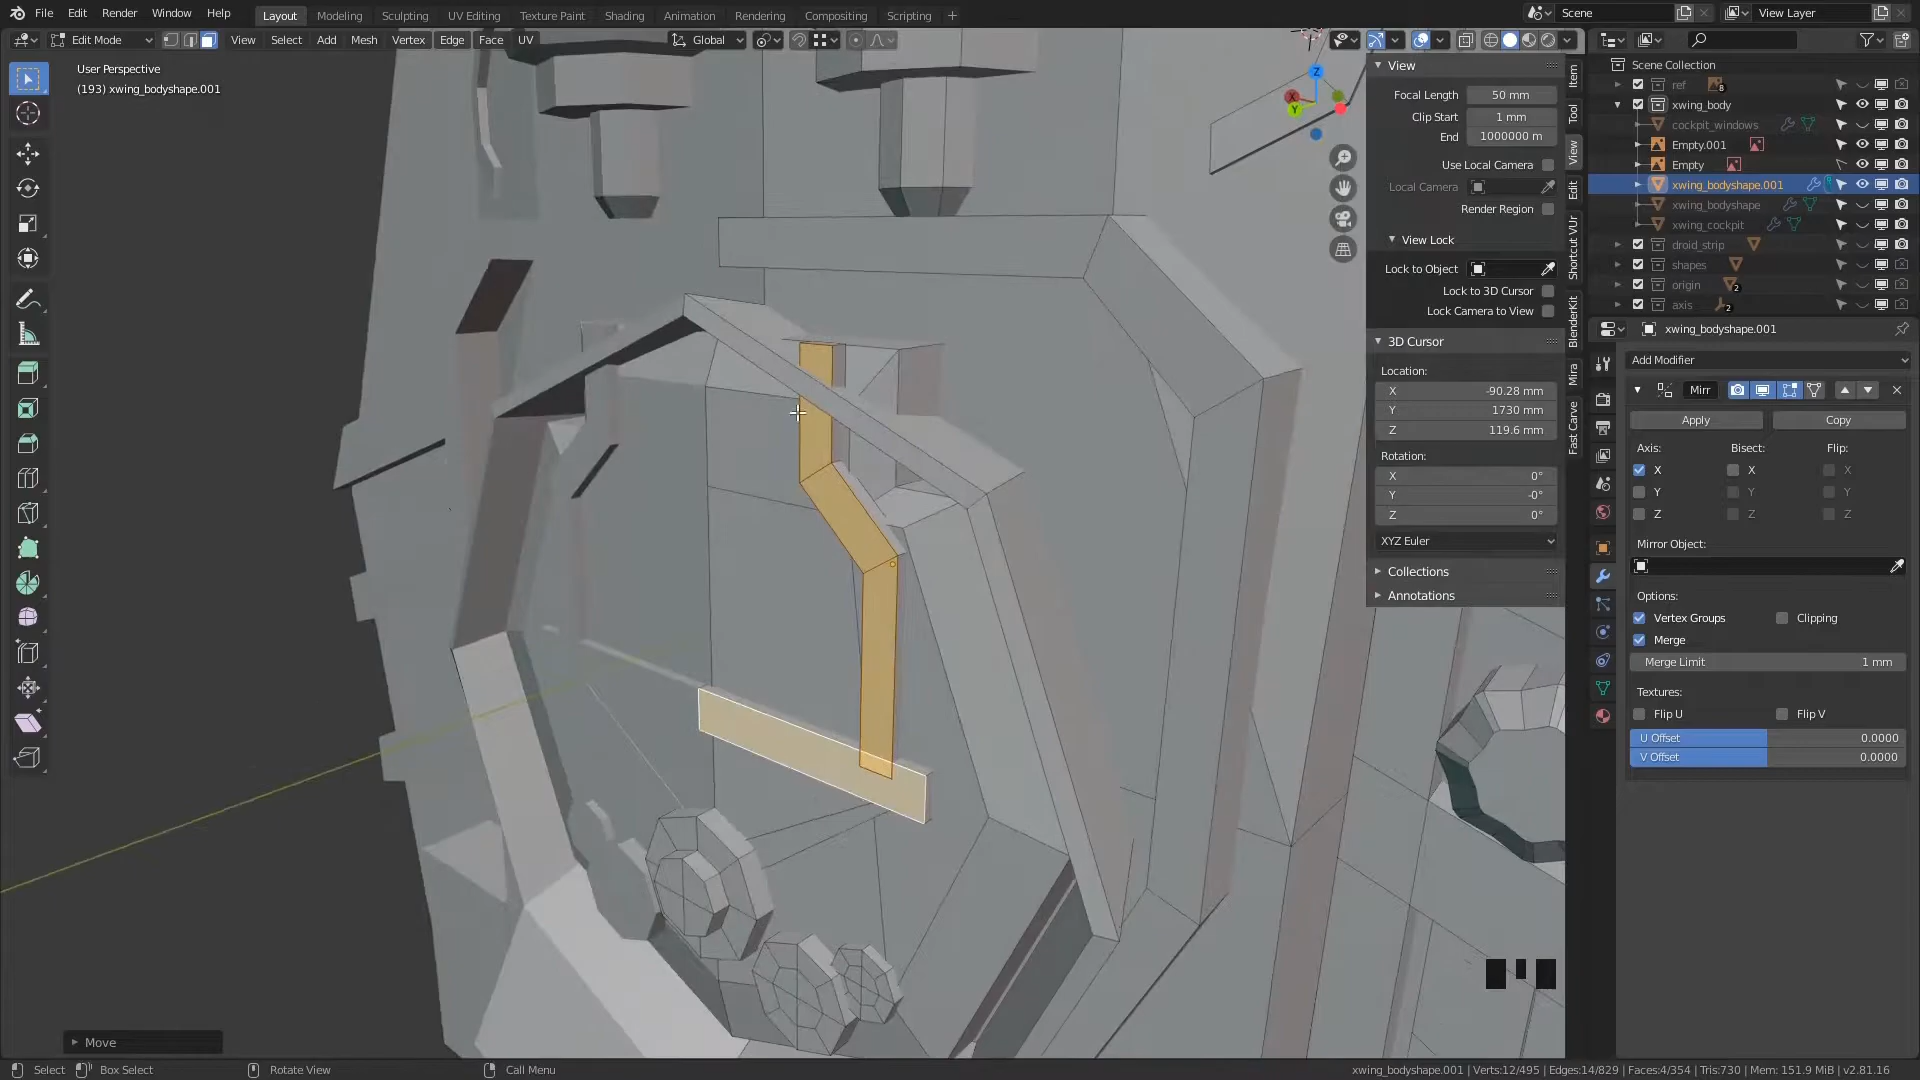 File Edit Render Window Help Layout Modeling Sculpting UV Editing Texture Paint Shading Animation Rendering Compositing Scripting + Scene View Layer
Edit Mode View Select Add Mesh Vertex Edge Face UV Global
User Perspective
(193) xwing_bodyshape.001
Z
X
Y
View
Focal Length 50 mm
Clip Start 1 mm
End 1000000 m
Use Local Camera
Local Camera
Render Region
View Lock
Lock to Object
Lock to 3D Cursor
Lock Camera to View
3D Cursor
Location:
X -90.28 mm
Y 1730 mm
Z 119.6 mm
Rotation:
X 0°
Y -0°
Z 0°
XYZ Euler
Collections
Annotations
Item
Tool
View
Edit
Shortcut VUr
BlenderKit
Mira
Fast Carve
Scene Collection
ref 8
xwing_body
cockpit_windows
Empty.001
Empty
xwing_bodyshape.001
xwing_bodyshape
xwing_cockpit
droid_strip
shapes
origin 2
axis 2
xwing_bodyshape.001
Add Modifier
Mirr
Apply Copy
Axis: Bisect: Flip:
X X X
Y Y Y
Z Z Z
Mirror Object:
Options:
Vertex Groups Clipping
Merge
Merge Limit 1 mm
Textures:
Flip U Flip V
U Offset 0.0000
V Offset 0.0000
Move
Select Box Select Rotate View Call Menu xwing_bodyshape.001 | Verts:12/495 | Edges:14/829 | Faces:4/354 | Tris:730 | Mem: 151.9 MiB | v2.81.16